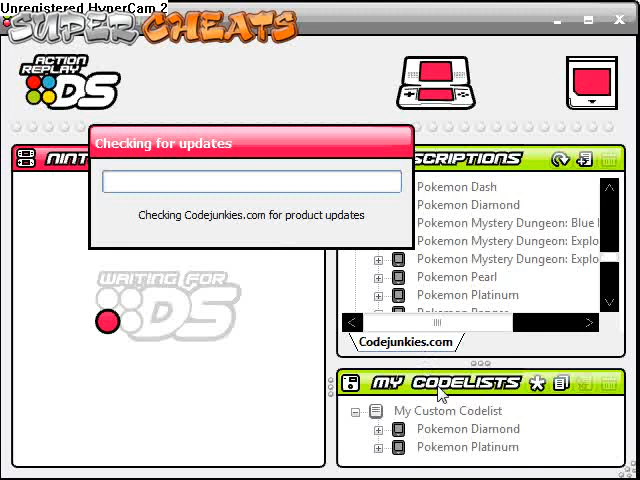 Unregistered HyperCam 2
SUPER CHEATS
ACTION
REPLAY
DS
Checking for updates
Checking Codejunkies.com for product updates
NINT
SCRIPTIONS
Pokemon Dash
Pokemon Diamond
Pokemon Mystery Dungeon: Blue
Pokemon Mystery Dungeon: Explo
Pokemon Mystery Dungeon: Explo
Pokemon Pearl
Pokemon Platinum
Codejunkies.com
WAITING FOR
DS
MY CODELISTS
My Custom Codelist
Pokemon Diamond
Pokemon Platinum